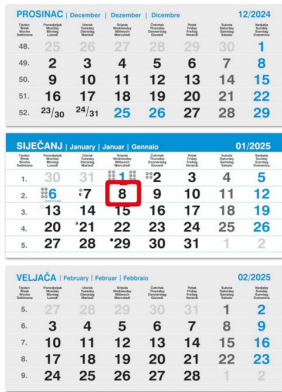 PROSINAC | December | Dezember | Dicembre 12/2024
48. 25 26 27 28 29 30 1
49. 2 3 4 5 6 7 8
50. 9 10 11 12 13 14 15
51. 16 17 18 19 20 21 22
52. 23/30 24/31 25 26 27 28 29
SIJEČANJ | January | Januar | Gennaio 01/2025
1. 30 31 1 2 3 4 5
2. 6 7 8 9 10 11 12
3. 13 14 15 16 17 18 19
4. 20 21 22 23 24 25 26
5. 27 28 29 30 31 1 2
VELJAČA | February | Februar | Febbraio 02/2025
5. 27 28 29 30 31 1 2
6. 3 4 5 6 7 8 9
7. 10 11 12 13 14 15 16
8. 17 18 19 20 21 22 23
9. 24 25 26 27 28 1 2